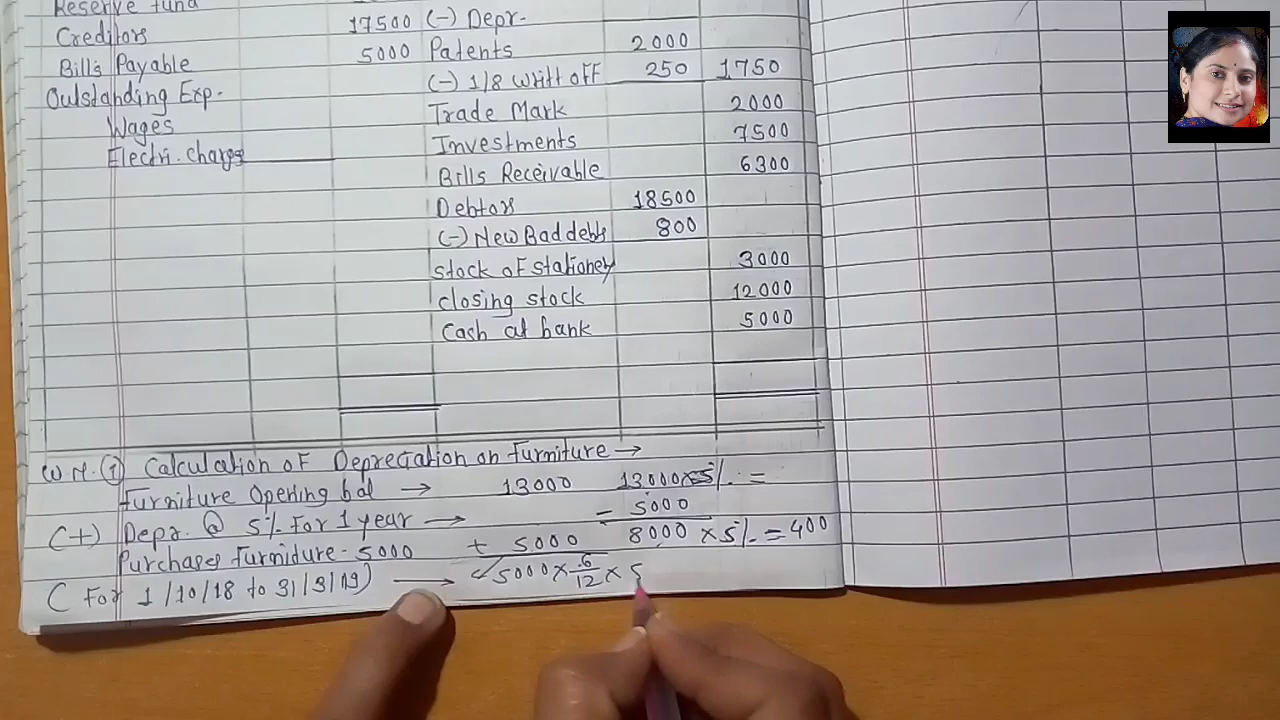 Reserve fund
Creditors 17500 (-) Depr.
Bills Payable 5000 Patents 2000
Outstanding Exp. (-) 1/8 Writt off 250 1750
Wages Trade Mark 2000
Electri. charges Investments 7500
Bills Receivable 6300
Debtors 18500
(-) New Bad debts 800
Stock of stationery 3000
closing stock 12000
Cash at bank 5000
W.N.(1) Calculation of Depreciation on furniture →
Furniture Opening bal → 13000 13000x5% =
(+) Depr. @ 5% For 1 year → - 5000
Purchases furniture - 5000 + 5000 8000 x 5% = 400
( For 1/10/18 to 31/3/19) → 5000 x 6/12 x 5